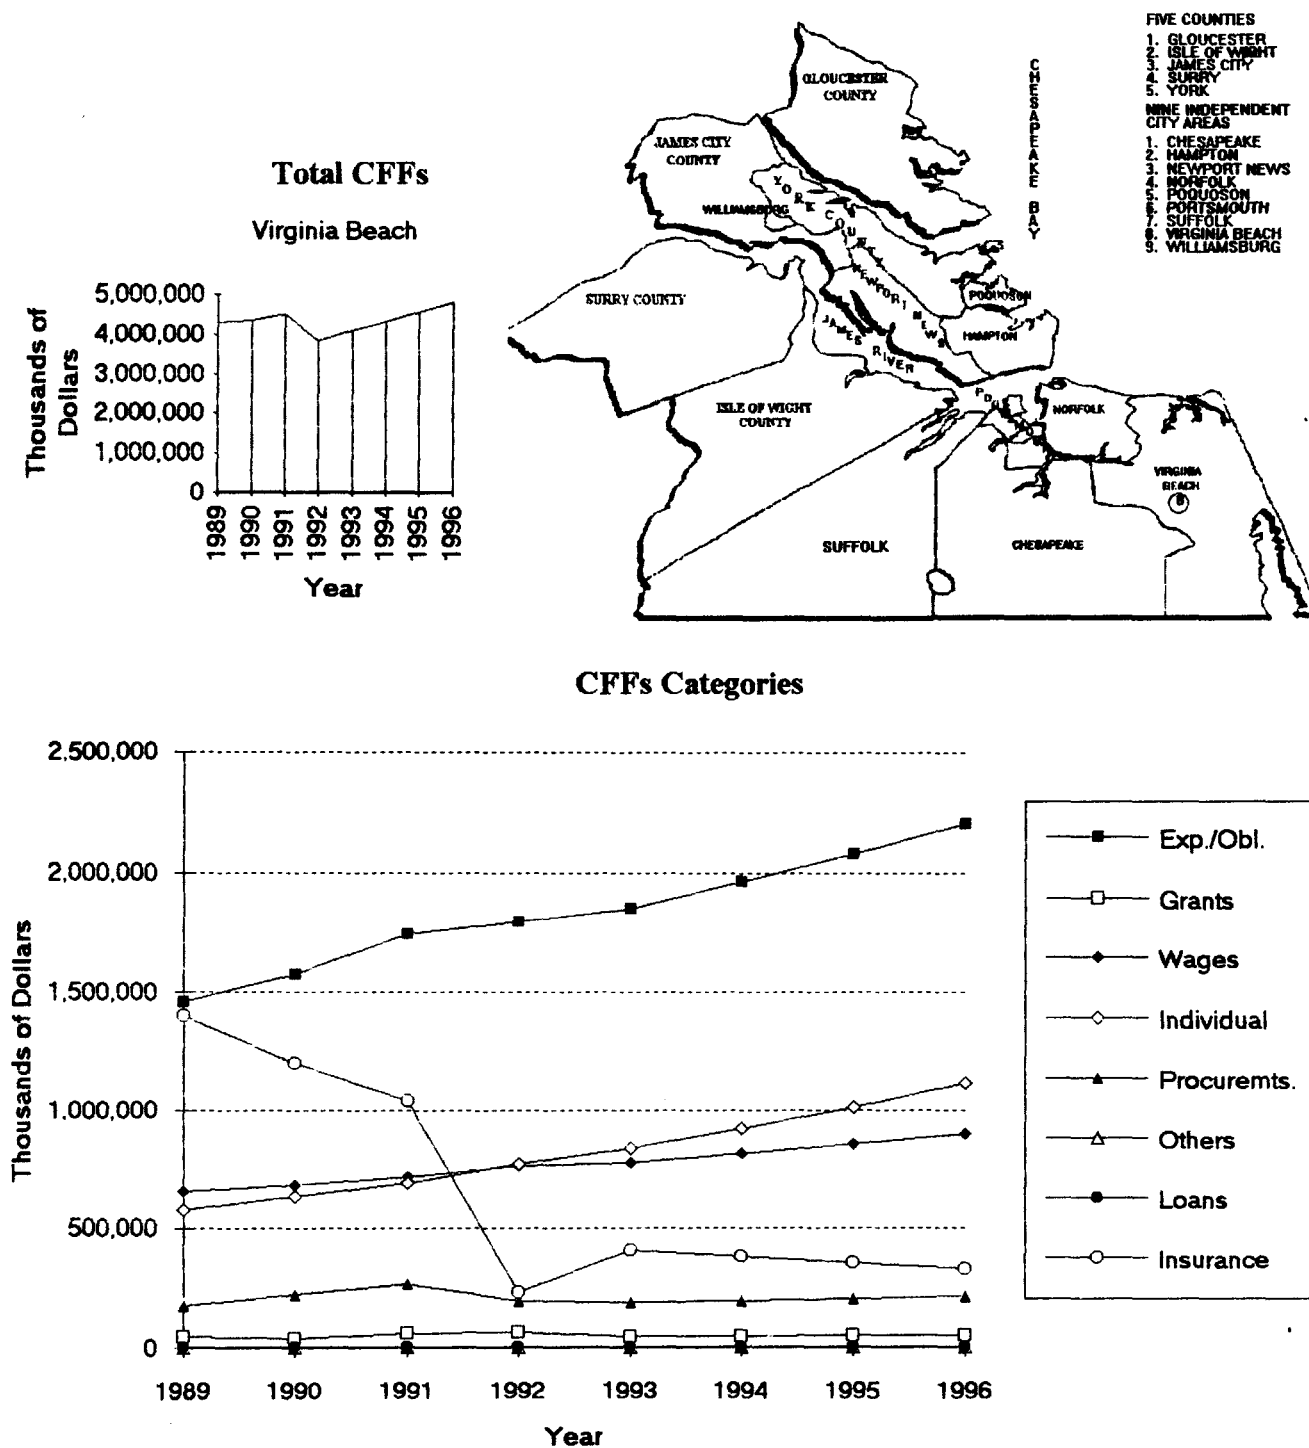 Total CFFs
Virginia Beach
5,000,000
4,000,000
3,000,000
2,000,000
1,000,000
0
Thousands of
Dollars
1989
1990
1991
1992
1993
1994
1995
1996
Year
GLOUCESTER
COUNTY
JAMES CITY
COUNTY
YORK COUNTY
WILLIAMSBURG
SURRY COUNTY
NEWPORT NEWS
POQUOSON
HAMPTON
JAMES
RIVER
ISLE OF WIGHT
COUNTY
NORFOLK
VIRGINIA
BEACH
8
SUFFOLK
CHESAPEAKE
CHESAPEAKE
BAY
FIVE COUNTIES
1. GLOUCESTER
2. ISLE OF WIGHT
3. JAMES CITY
4. SURRY
5. YORK
NINE INDEPENDENT
CITY AREAS
1. CHESAPEAKE
2. HAMPTON
3. NEWPORT NEWS
4. NORFOLK
5. POQUOSON
6. PORTSMOUTH
7. SUFFOLK
8. VIRGINIA BEACH
9. WILLIAMSBURG
CFFs Categories
2,500,000
2,000,000
1,500,000
1,000,000
500,000
0
Thousands of Dollars
1989 1990 1991 1992 1993 1994 1995 1996
Year
Exp./Obl.
Grants
Wages
Individual
Procuremts.
Others
Loans
Insurance